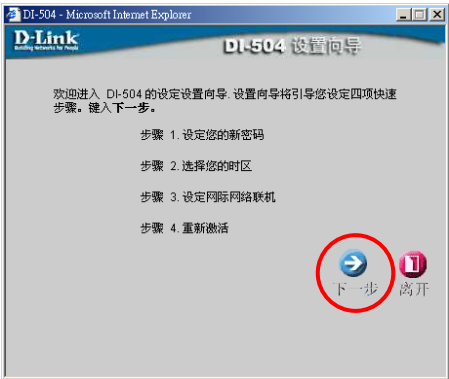 DI-504 - Microsoft Internet Explorer
D-Link
Building Networks for People
DI-504 设置向导
欢迎进入 DI-504 的设定设置向导. 设置向导将引导您设定四项快速
步骤。键入下一步。
步骤 1. 设定您的新密码
步骤 2. 选择您的时区
步骤 3. 设定网际网络联机
步骤 4. 重新激活
下一步 离开